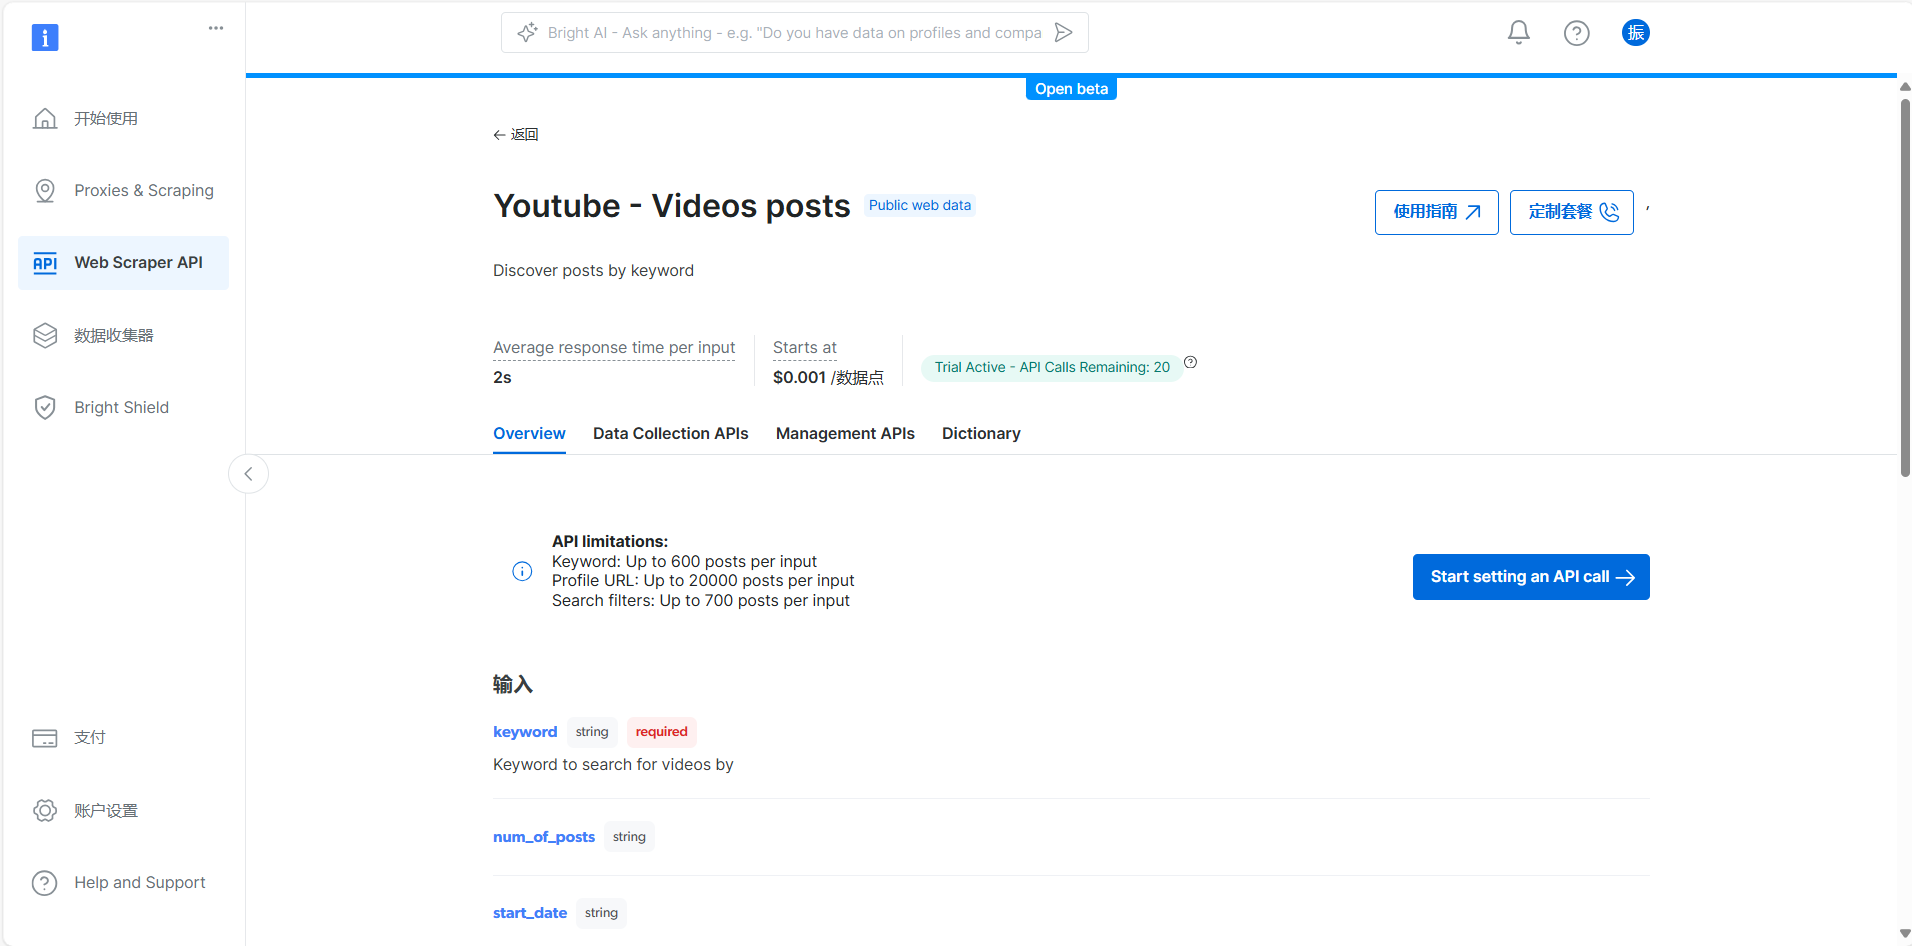 Bright AI - Ask anything - e.g. "Do you have data on profiles and compa
振
开始使用
Proxies & Scraping
Web Scraper API
数据收集器
Bright Shield
支付
账户设置
Help and Support
Open beta
返回
Youtube - Videos posts
Public web data
使用指南
定制套餐
Discover posts by keyword
Average response time per input
2s
Starts at
$0.001 /数据点
Trial Active - API Calls Remaining: 20
Overview
Data Collection APIs
Management APIs
Dictionary
API limitations:
Keyword: Up to 600 posts per input
Profile URL: Up to 20000 posts per input
Search filters: Up to 700 posts per input
Start setting an API call
输入
keyword string required
Keyword to search for videos by
num_of_posts string
start_date string